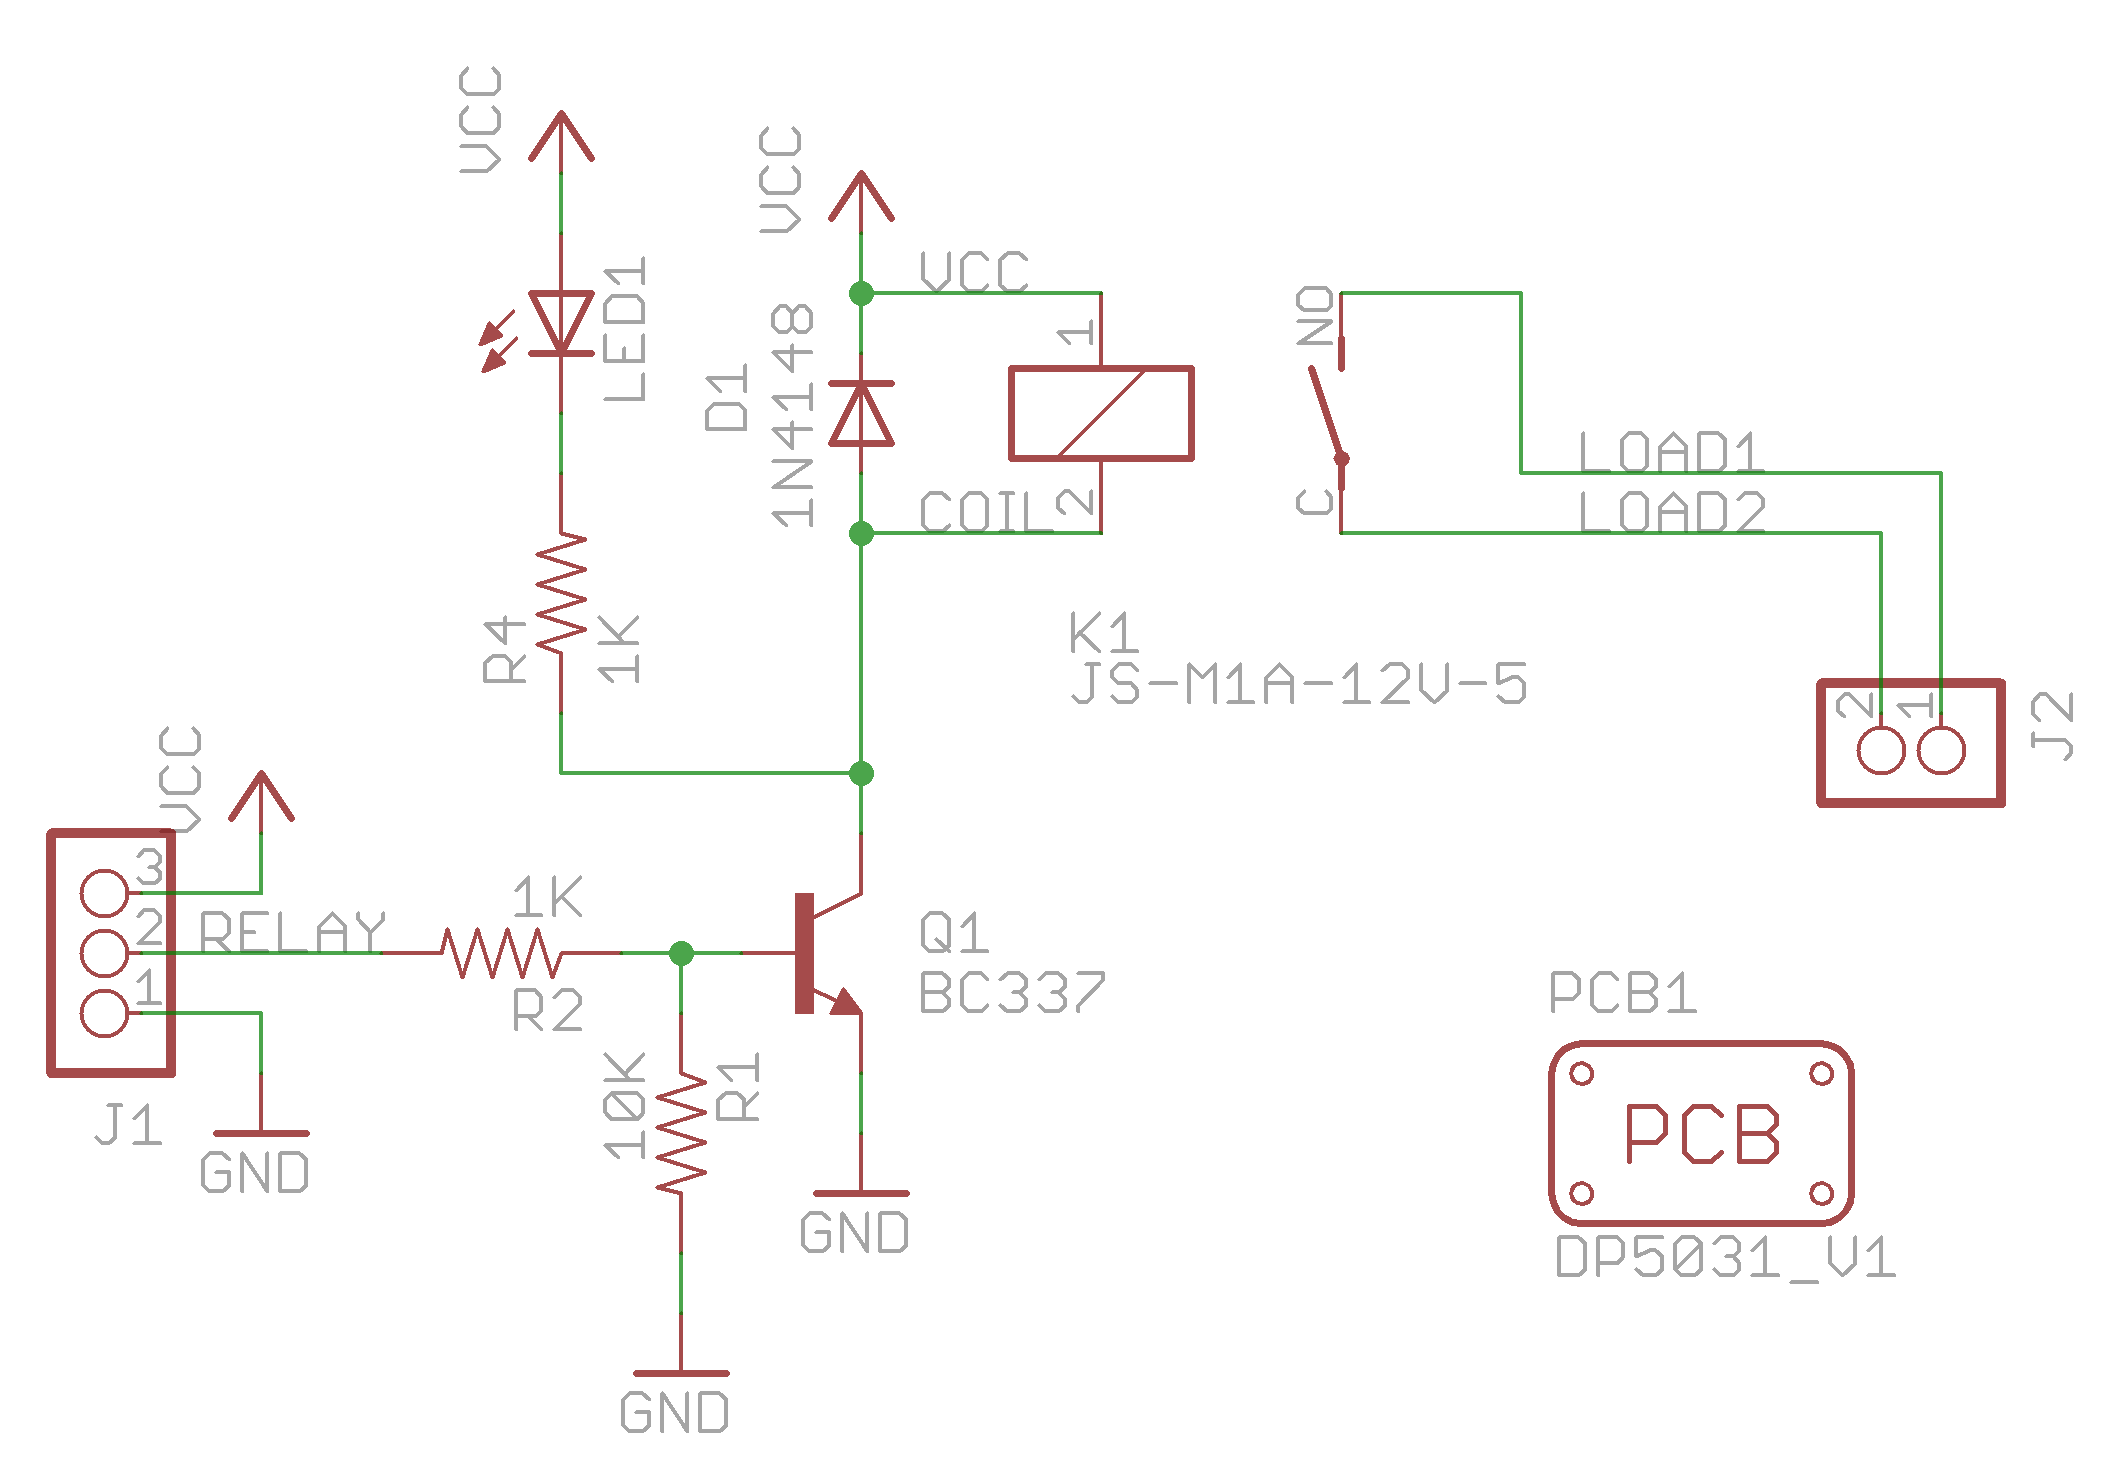 VCC
VCC
VCC
LED1
D1
1N4148
1
NO
COIL
2
C
LOAD1
LOAD2
R4
1K
K1
JS-M1A-12V-5
2
1
J2
VCC
3
2
RELAY
1
J1
GND
1K
R2
Q1
BC337
10K
R1
GND
GND
PCB1
PCB
DP5031_V1